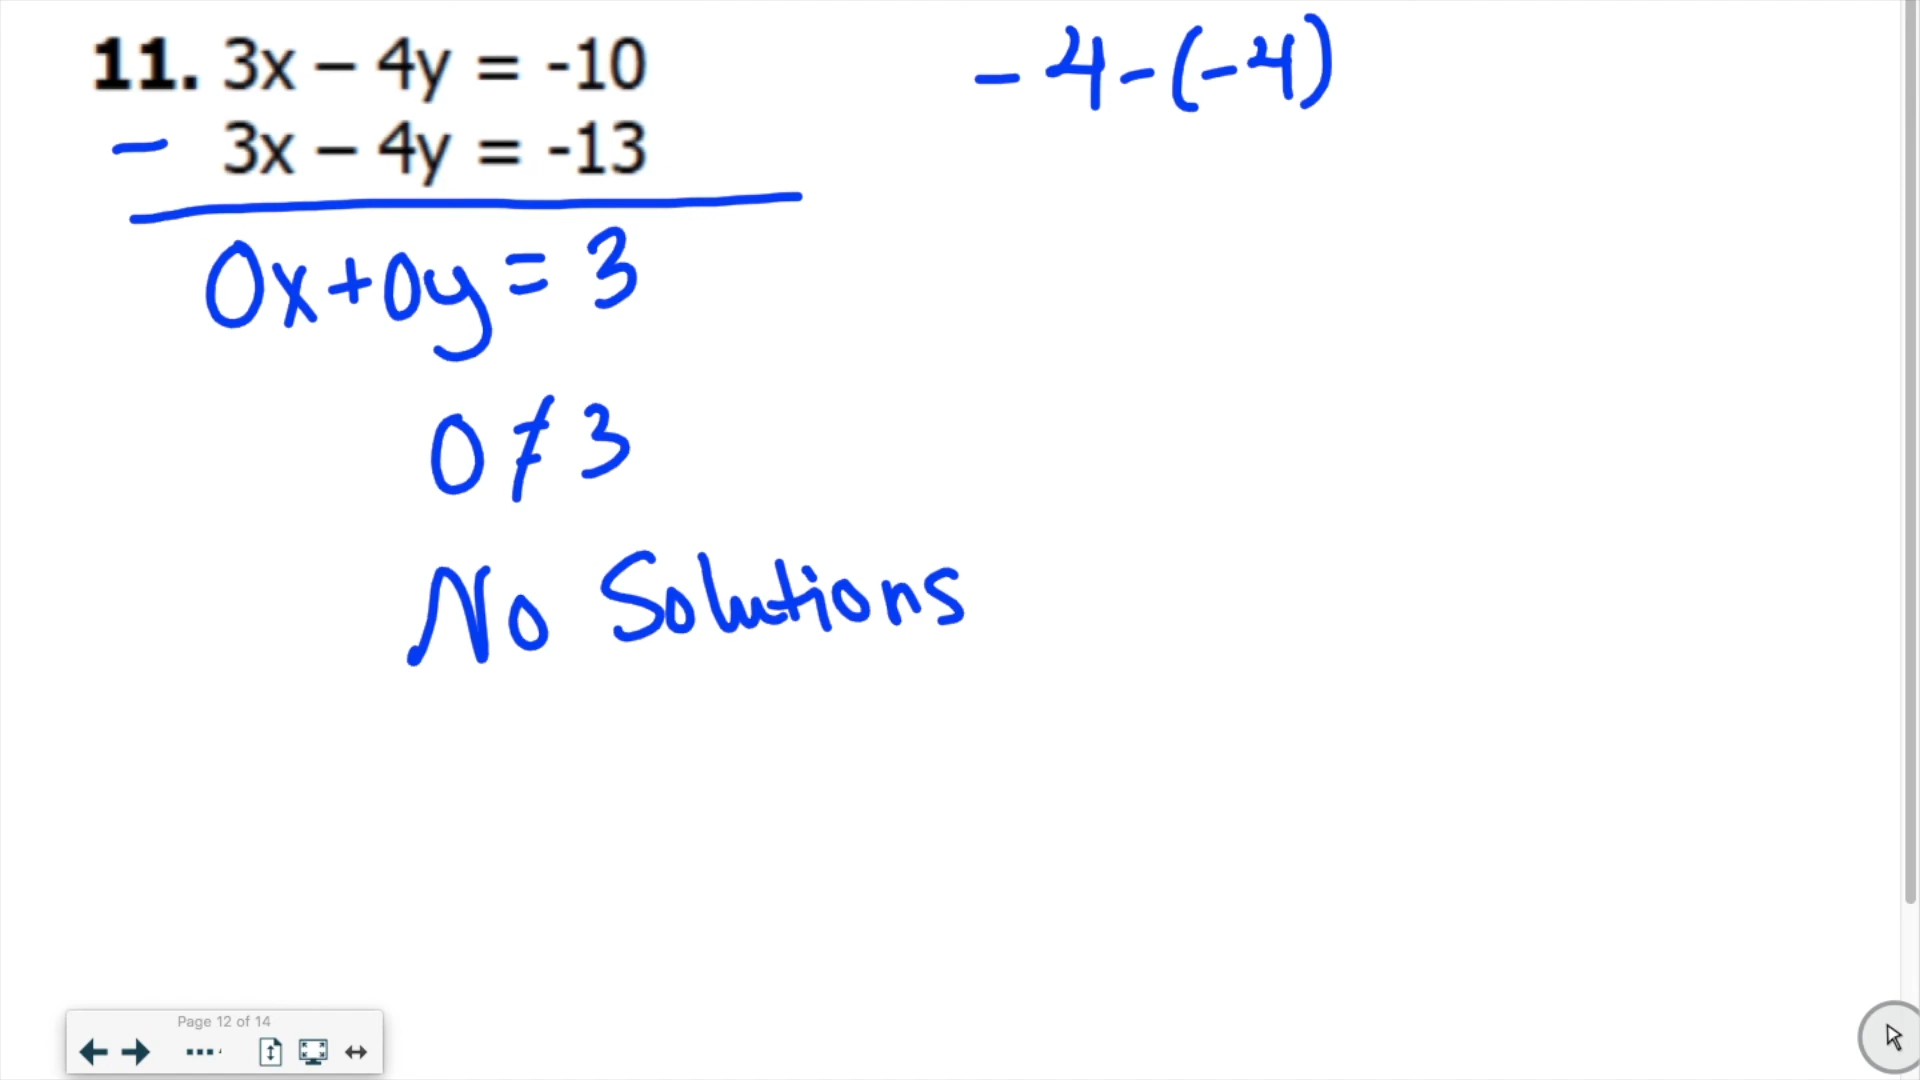 11. 3x – 4y = -10
- 4 - (-4)
– 3x – 4y = -13
0x+0y = 3
0 ≠ 3
No Solutions
Page 12 of 14